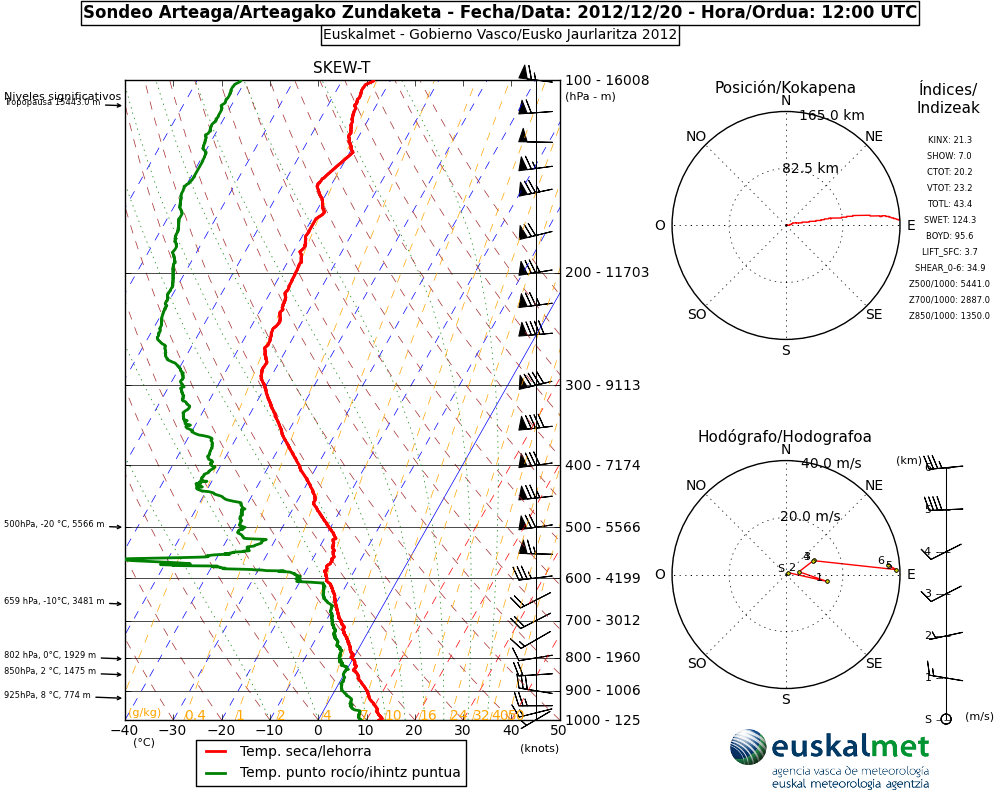 Sondeo Arteaga/Arteagako Zundaketa - Fecha/Data: 2012/12/20 - Hora/Ordua: 12:00 UTC
Euskalmet - Gobierno Vasco/Eusko Jaurlaritza 2012
SKEW-T
Niveles significativos
Tropopausa 15443.0 m
500hPa, -20 °C, 5566 m
659 hPa, -10°C, 3481 m
802 hPa, 0°C, 1929 m
850hPa, 2 °C, 1475 m
925hPa, 8 °C, 774 m
100 - 16008
(hPa - m)
200 - 11703
300 - 9113
400 - 7174
500 - 5566
600 - 4199
700 - 3012
800 - 1960
900 - 1006
1000 - 125
(g/kg) 0.4 1 2 4 7 10 16 24 32 40
−40 −30 −20 −10 0 10 20 30 40 50
(°C)
(knots)
Temp. seca/lehorra
Temp. punto rocío/ihintz puntua
Posición/Kokapena
N
165.0 km
NO
NE
82.5 km
O
E
SO
SE
S
Índices/
Indizeak
KINX: 21.3
SHOW: 7.0
CTOT: 20.2
VTOT: 23.2
TOTL: 43.4
SWET: 124.3
BOYD: 95.6
LIFT_SFC: 3.7
SHEAR_0-6: 34.9
Z500/1000: 5441.0
Z700/1000: 2887.0
Z850/1000: 1350.0
Hodógrafo/Hodografoa
N
40.0 m/s
NO
NE
20.0 m/s
O
E
SO
SE
S
S 2 1 3 6 5
(km)
6
5
4
3
2
1
S
(m/s)
euskalmet
agencia vasca de meteorología
euskal meteorologia agentzia